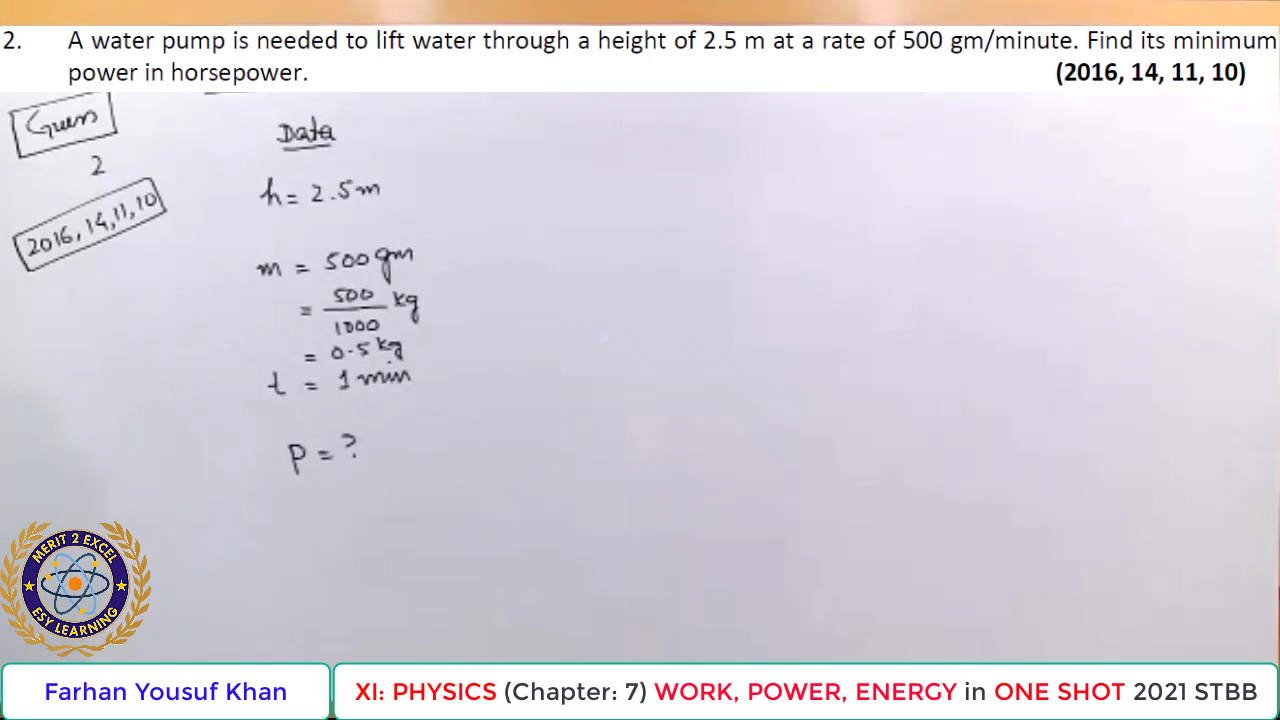 2. A water pump is needed to lift water through a height of 2.5 m at a rate of 500 gm/minute. Find its minimum
power in horsepower. (2016, 14, 11, 10)
Guess
2
2016, 14, 11, 10
Data
h = 2.5 m
m = 500 gm
= 500/1000 kg
= 0.5 kg
t = 1 min
P = ?
MERIT 2 EXCEL
ESY LEARNING
Farhan Yousuf Khan
XI: PHYSICS (Chapter: 7) WORK, POWER, ENERGY in ONE SHOT 2021 STBB